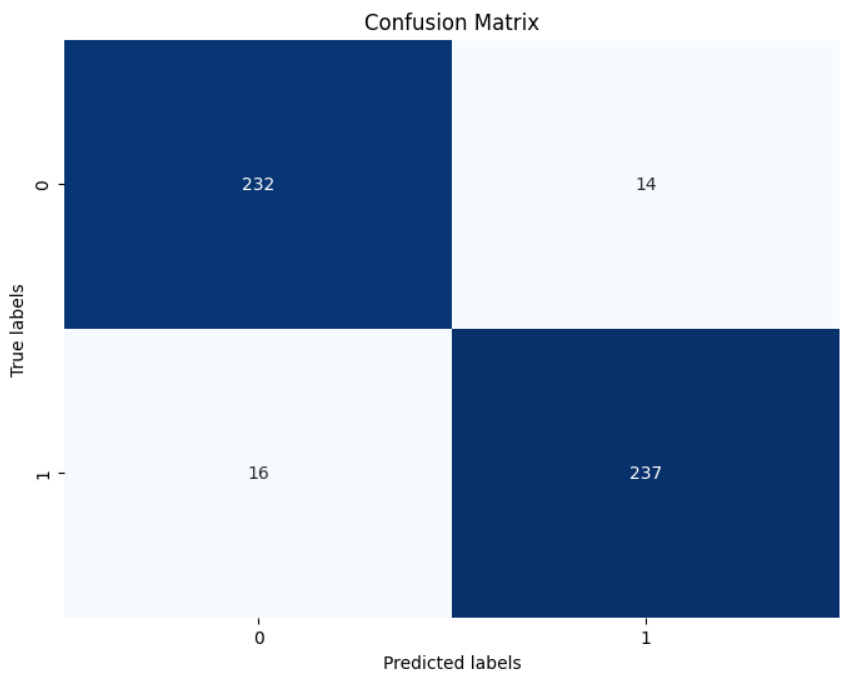 Confusion Matrix
0
232
14
True labels
1
16
237
0
1
Predicted labels